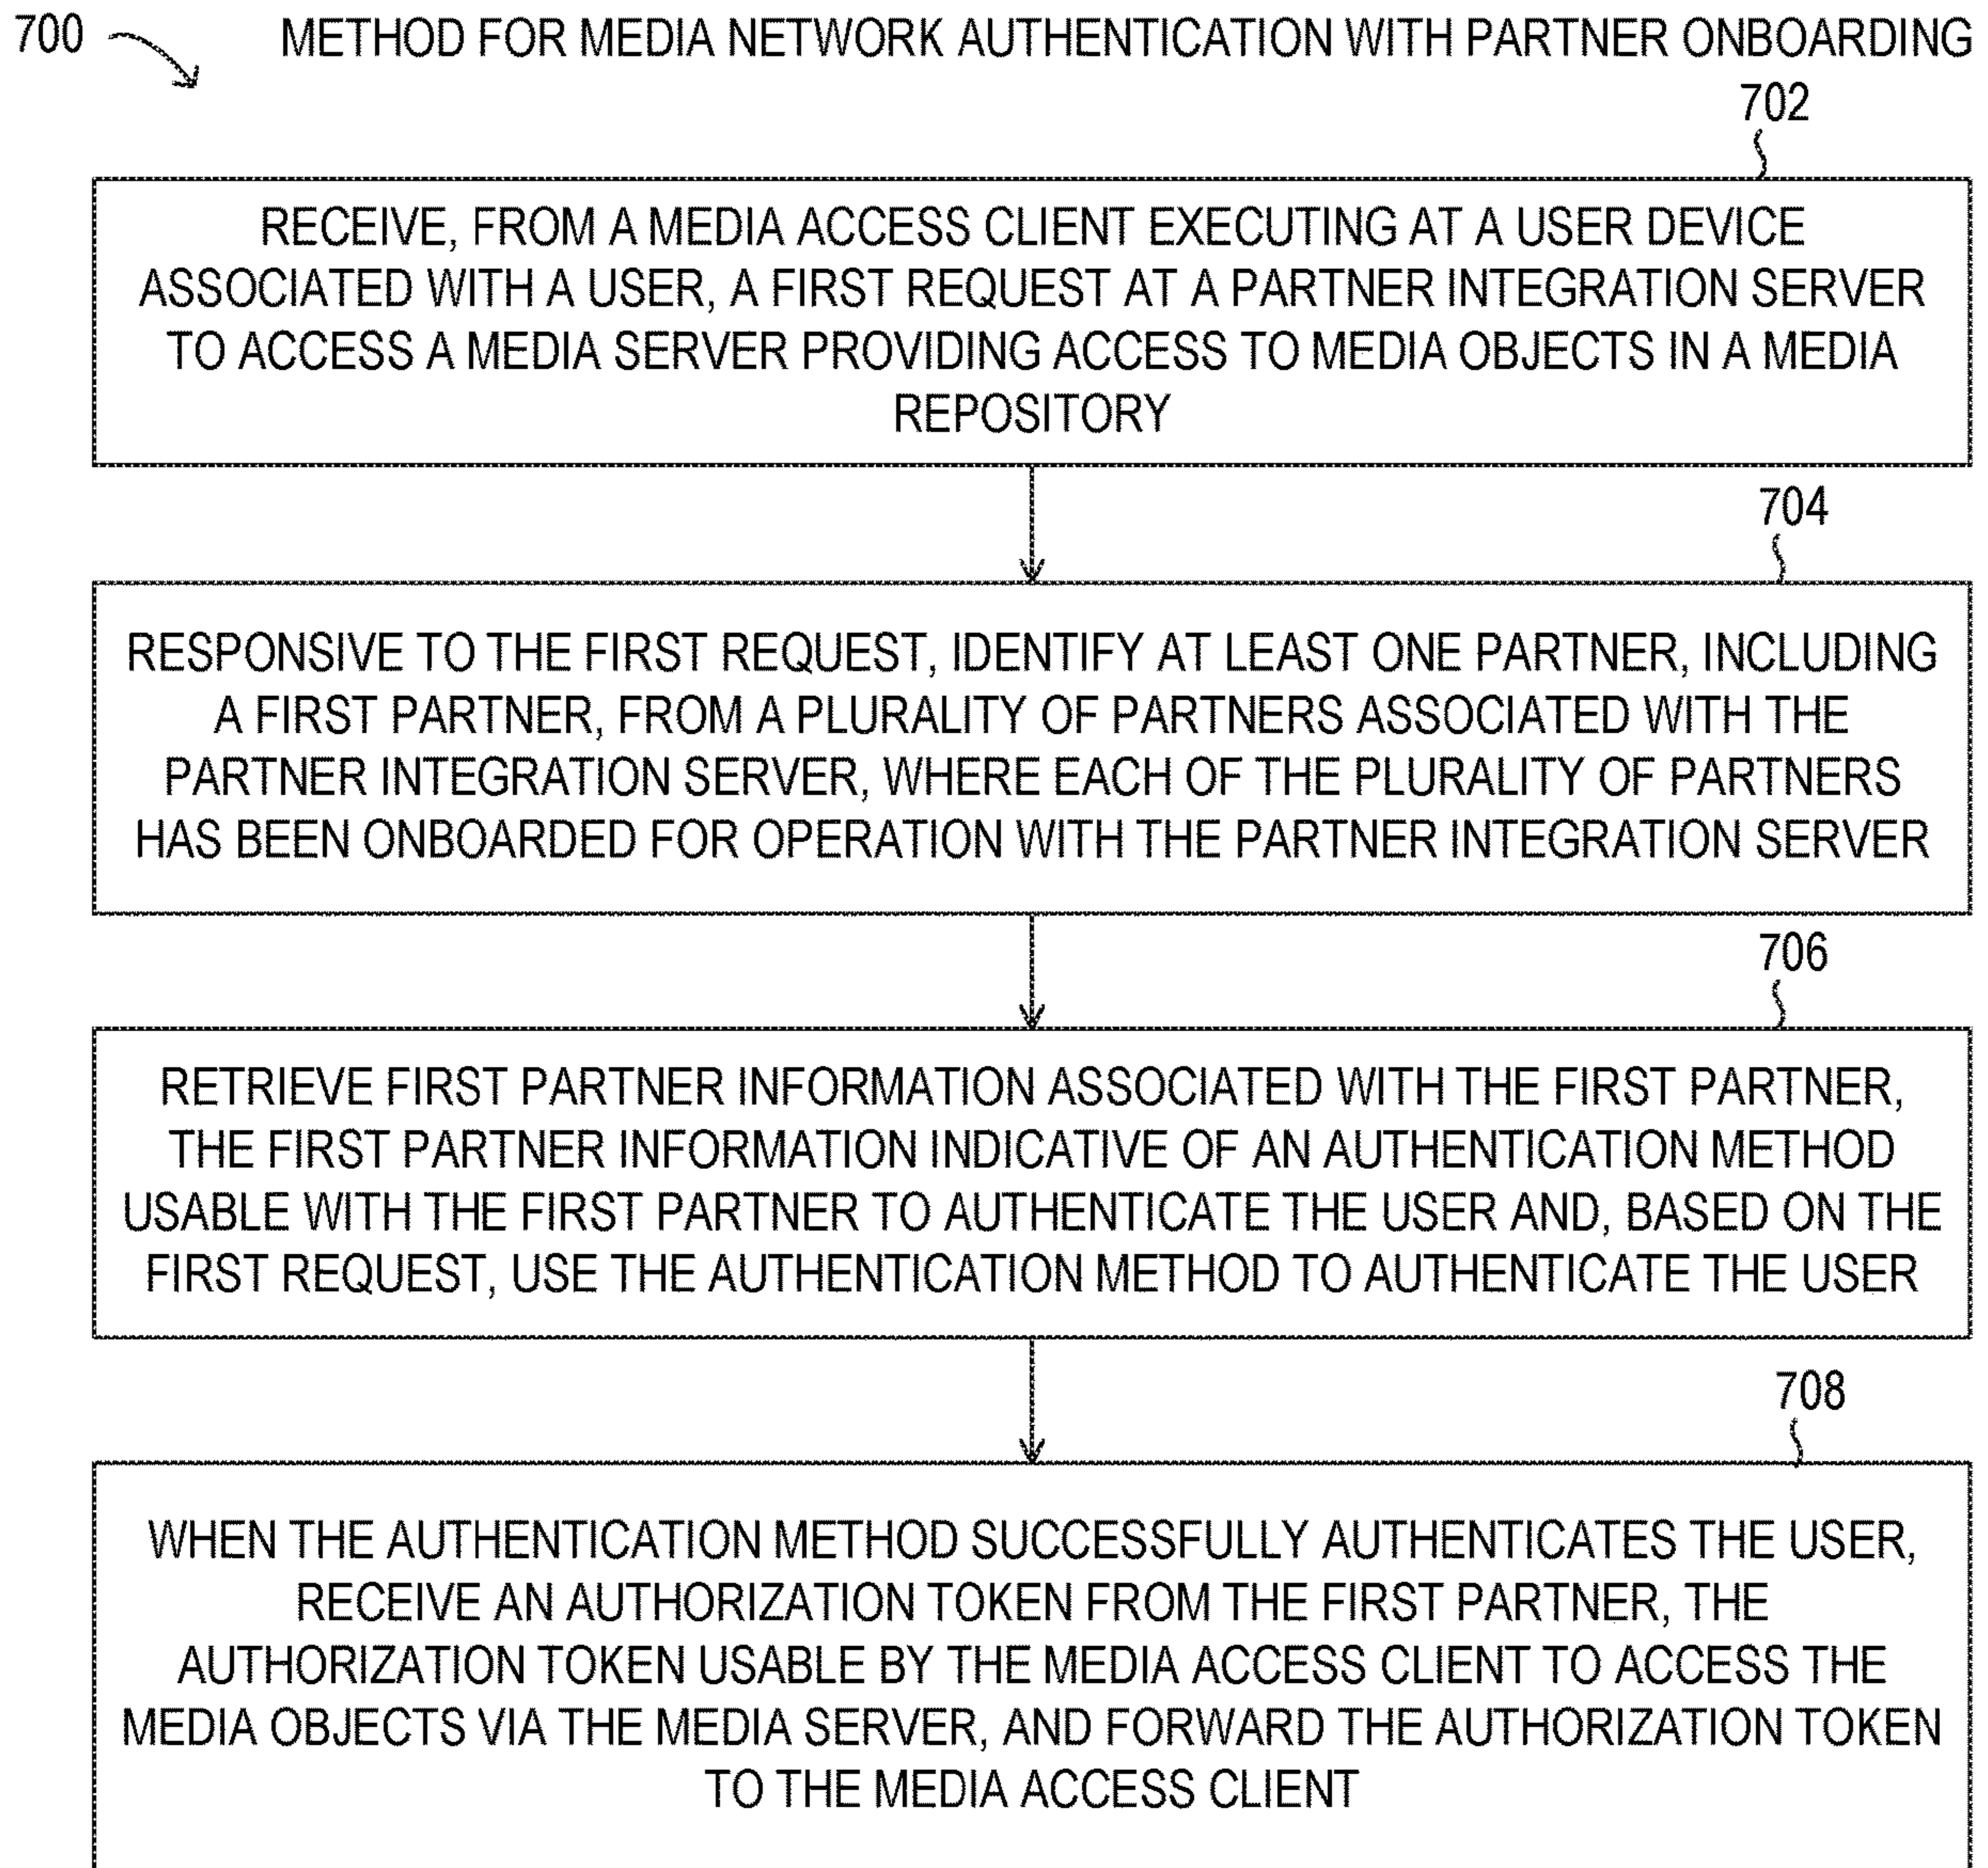 700
METHOD FOR MEDIA NETWORK AUTHENTICATION WITH PARTNER ONBOARDING
702
RECEIVE, FROM A MEDIA ACCESS CLIENT EXECUTING AT A USER DEVICE
ASSOCIATED WITH A USER, A FIRST REQUEST AT A PARTNER INTEGRATION SERVER
TO ACCESS A MEDIA SERVER PROVIDING ACCESS TO MEDIA OBJECTS IN A MEDIA
REPOSITORY
704
RESPONSIVE TO THE FIRST REQUEST, IDENTIFY AT LEAST ONE PARTNER, INCLUDING
A FIRST PARTNER, FROM A PLURALITY OF PARTNERS ASSOCIATED WITH THE
PARTNER INTEGRATION SERVER, WHERE EACH OF THE PLURALITY OF PARTNERS
HAS BEEN ONBOARDED FOR OPERATION WITH THE PARTNER INTEGRATION SERVER
706
RETRIEVE FIRST PARTNER INFORMATION ASSOCIATED WITH THE FIRST PARTNER,
THE FIRST PARTNER INFORMATION INDICATIVE OF AN AUTHENTICATION METHOD
USABLE WITH THE FIRST PARTNER TO AUTHENTICATE THE USER AND, BASED ON THE
FIRST REQUEST, USE THE AUTHENTICATION METHOD TO AUTHENTICATE THE USER
708
WHEN THE AUTHENTICATION METHOD SUCCESSFULLY AUTHENTICATES THE USER,
RECEIVE AN AUTHORIZATION TOKEN FROM THE FIRST PARTNER, THE
AUTHORIZATION TOKEN USABLE BY THE MEDIA ACCESS CLIENT TO ACCESS THE
MEDIA OBJECTS VIA THE MEDIA SERVER, AND FORWARD THE AUTHORIZATION TOKEN
TO THE MEDIA ACCESS CLIENT